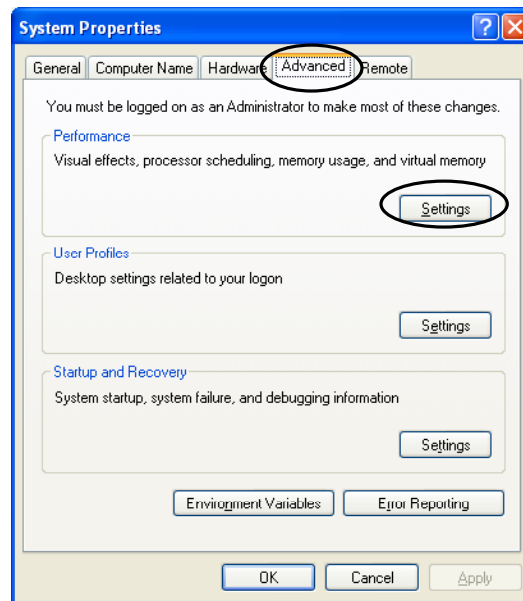 System Properties
General Computer Name Hardware Advanced Remote
You must be logged on as an Administrator to make most of these changes.
Performance
Visual effects, processor scheduling, memory usage, and virtual memory
Settings
User Profiles
Desktop settings related to your logon
Settings
Startup and Recovery
System startup, system failure, and debugging information
Settings
Environment Variables Error Reporting
OK Cancel Apply